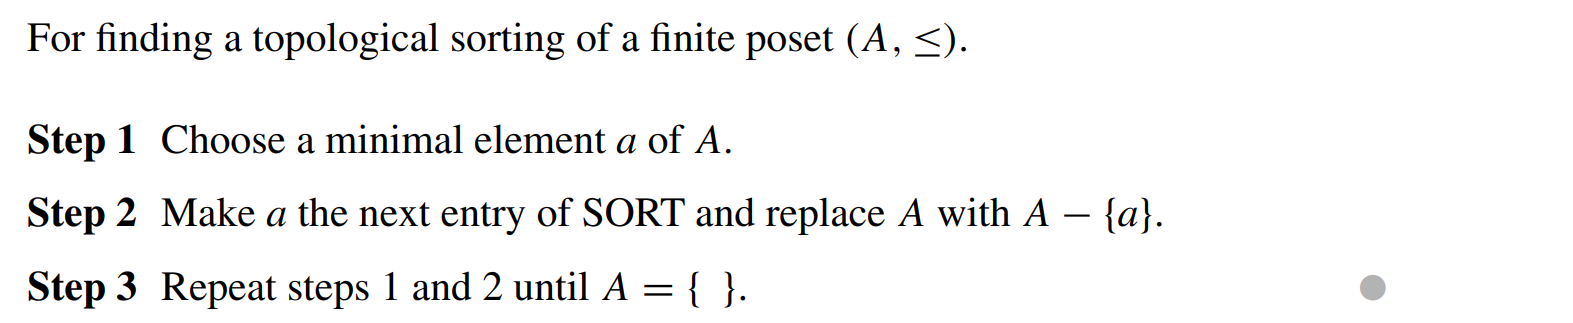 For finding a topological sorting of a finite poset (A, ≤).
Step 1 Choose a minimal element a of A.
Step 2 Make a the next entry of SORT and replace A with A − {a}.
Step 3 Repeat steps 1 and 2 until A = { }.